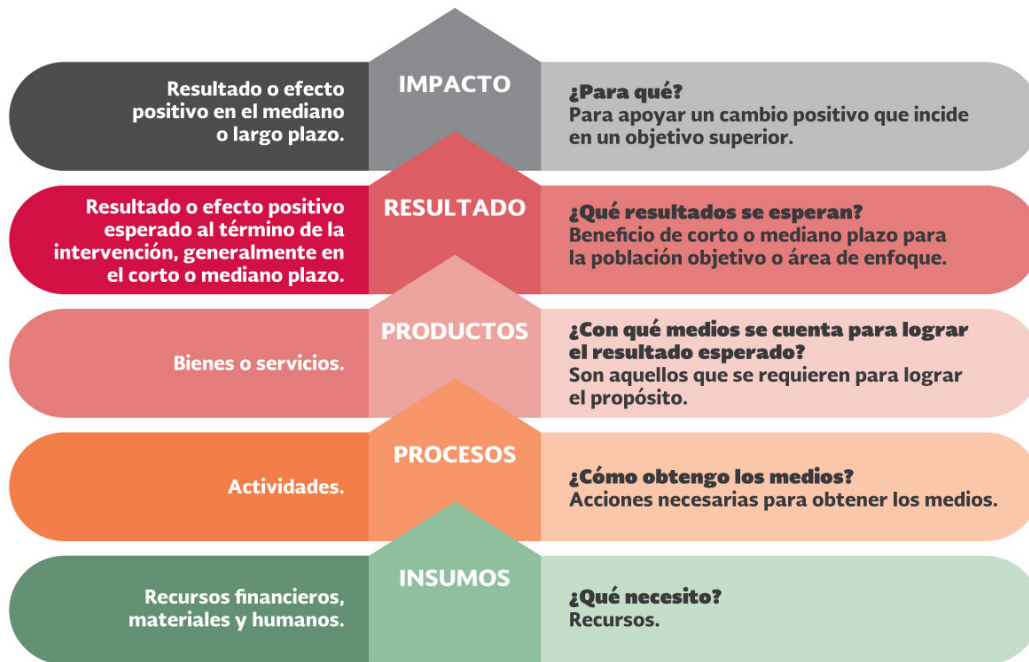 Resultado o efecto
positivo en el mediano
o largo plazo.
IMPACTO
¿Para qué?
Para apoyar un cambio positivo que incide
en un objetivo superior.
Resultado o efecto positivo
esperado al término de la
intervención, generalmente en
el corto o mediano plazo.
RESULTADO
¿Qué resultados se esperan?
Beneficio de corto o mediano plazo para
la población objetivo o área de enfoque.
Bienes o servicios.
PRODUCTOS
¿Con qué medios se cuenta para lograr
el resultado esperado?
Son aquellos que se requieren para lograr
el propósito.
Actividades.
PROCESOS
¿Cómo obtengo los medios?
Acciones necesarias para obtener los medios.
Recursos financieros,
materiales y humanos.
INSUMOS
¿Qué necesito?
Recursos.